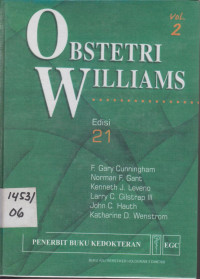 Vol. 2
OBSTETRI
WILLIAMS
Edisi
21
F. Gary Cunningham
Norman F. Gant
Kenneth J. Leveno
Larry C. Gilstrap III
John C. Hauth
Katharine D. Wenstrom
1453/
06
PENERBIT BUKU KEDOKTERAN EGC